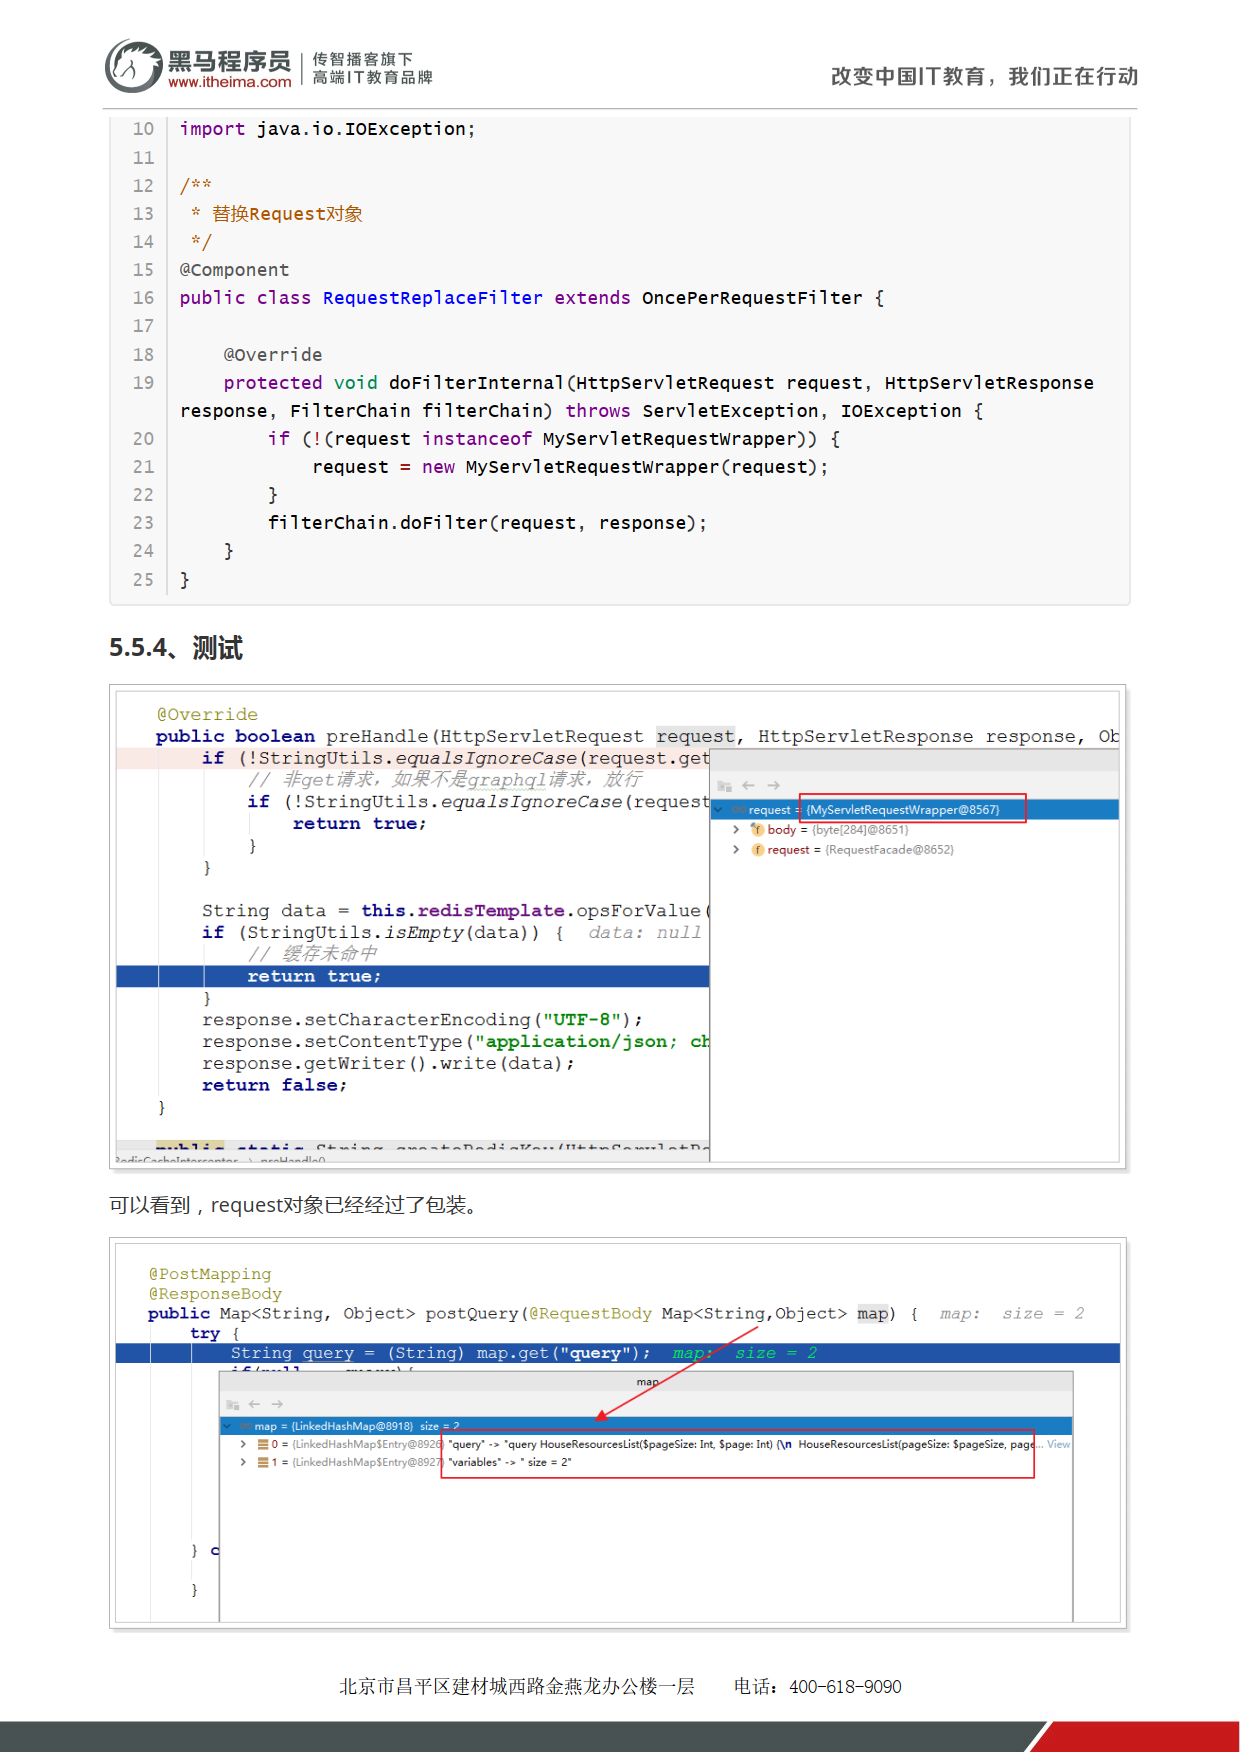 黑马程序员
www.itheima.com
传智播客旗下
高端IT教育品牌
改变中国IT教育，我们正在行动
10 import java.io.IOException;
11
12 /**
13  * 替换Request对象
14  */
15 @Component
16 public class RequestReplaceFilter extends OncePerRequestFilter {
17
18     @Override
19     protected void doFilterInternal(HttpServletRequest request, HttpServletResponse
response, FilterChain filterChain) throws ServletException, IOException {
20         if (!(request instanceof MyServletRequestWrapper)) {
21             request = new MyServletRequestWrapper(request);
22         }
23         filterChain.doFilter(request, response);
24     }
25 }
5.5.4、测试
@Override
public boolean preHandle(HttpServletRequest request, HttpServletResponse response, Ob
if (!StringUtils.equalsIgnoreCase(request.get
// 非get请求，如果不是graphql请求，放行
if (!StringUtils.equalsIgnoreCase(request
return true;
}
}
String data = this.redisTemplate.opsForValue(
if (StringUtils.isEmpty(data)) {  data: null
// 缓存未命中
return true;
}
response.setCharacterEncoding("UTF-8");
response.setContentType("application/json; ch
response.getWriter().write(data);
return false;
}
public static String createRedisKey(HttpServletRe
RedisCacheInterceptor > preHandle()
request = {MyServletRequestWrapper@8567}
body = {byte[284]@8651}
request = {RequestFacade@8652}
可以看到，request对象已经经过了包装。
@PostMapping
@ResponseBody
public Map<String, Object> postQuery(@RequestBody Map<String,Object> map) {  map:  size = 2
try {
String query = (String) map.get("query");  map:  size = 2
map
map = {LinkedHashMap@8918}  size = 2
0 = {LinkedHashMap$Entry@8926} "query" -> "query HouseResourcesList($pageSize: Int, $page: Int) {\n  HouseResourcesList(pageSize: $pageSize, page... View
1 = {LinkedHashMap$Entry@8927} "variables" -> " size = 2"
} c
}
北京市昌平区建材城西路金燕龙办公楼一层    电话：400-618-9090